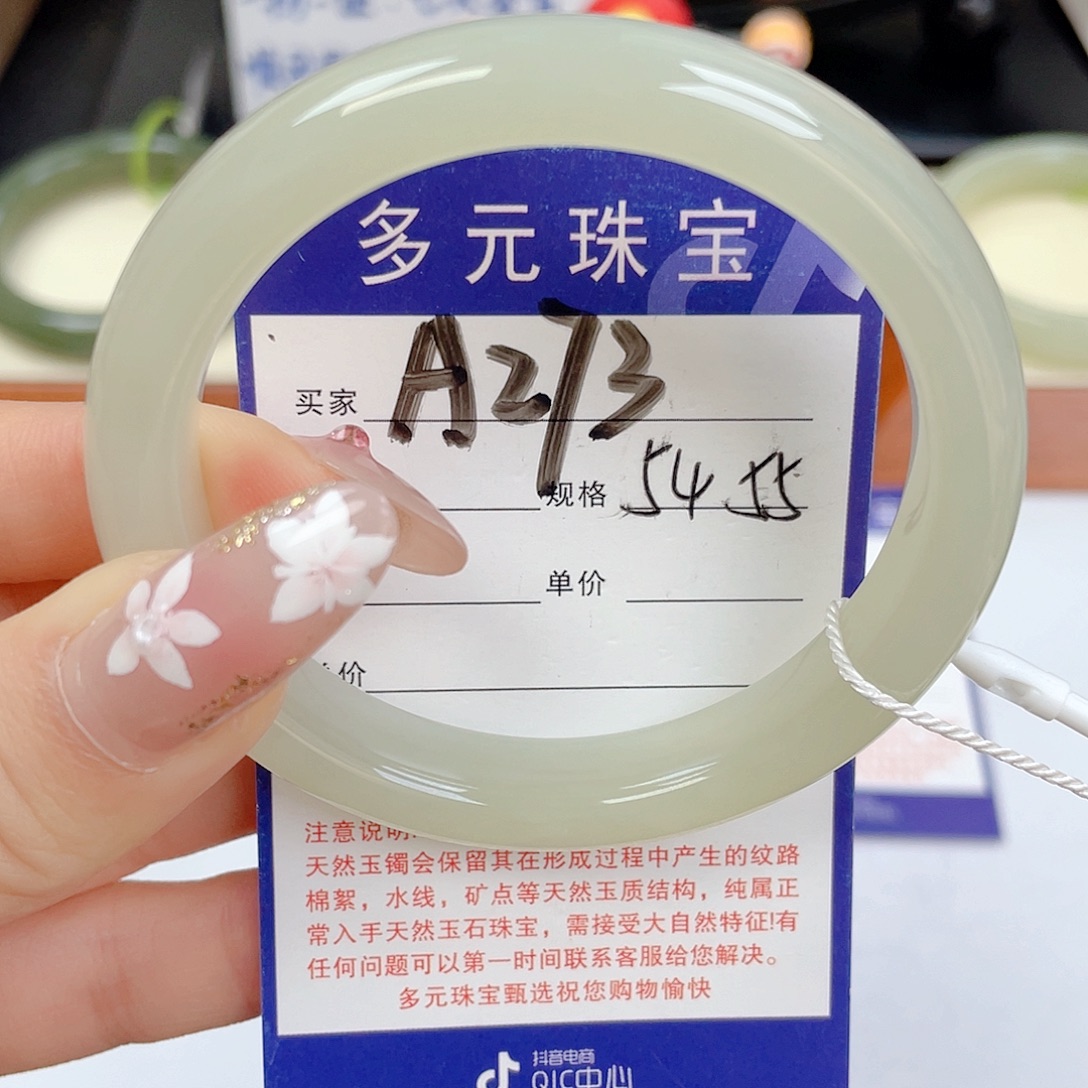 多元珠宝
买家 A273
规格 54 55
单价
价
注意说明
天然玉镯会保留其在形成过程中产生的纹路
棉絮，水线，矿点等天然玉质结构，纯属正
常入手天然玉石珠宝，需接受大自然特征!有
任何问题可以第一时间联系客服给您解决。
多元珠宝甄选祝您购物愉快
抖音电商
QIC中心